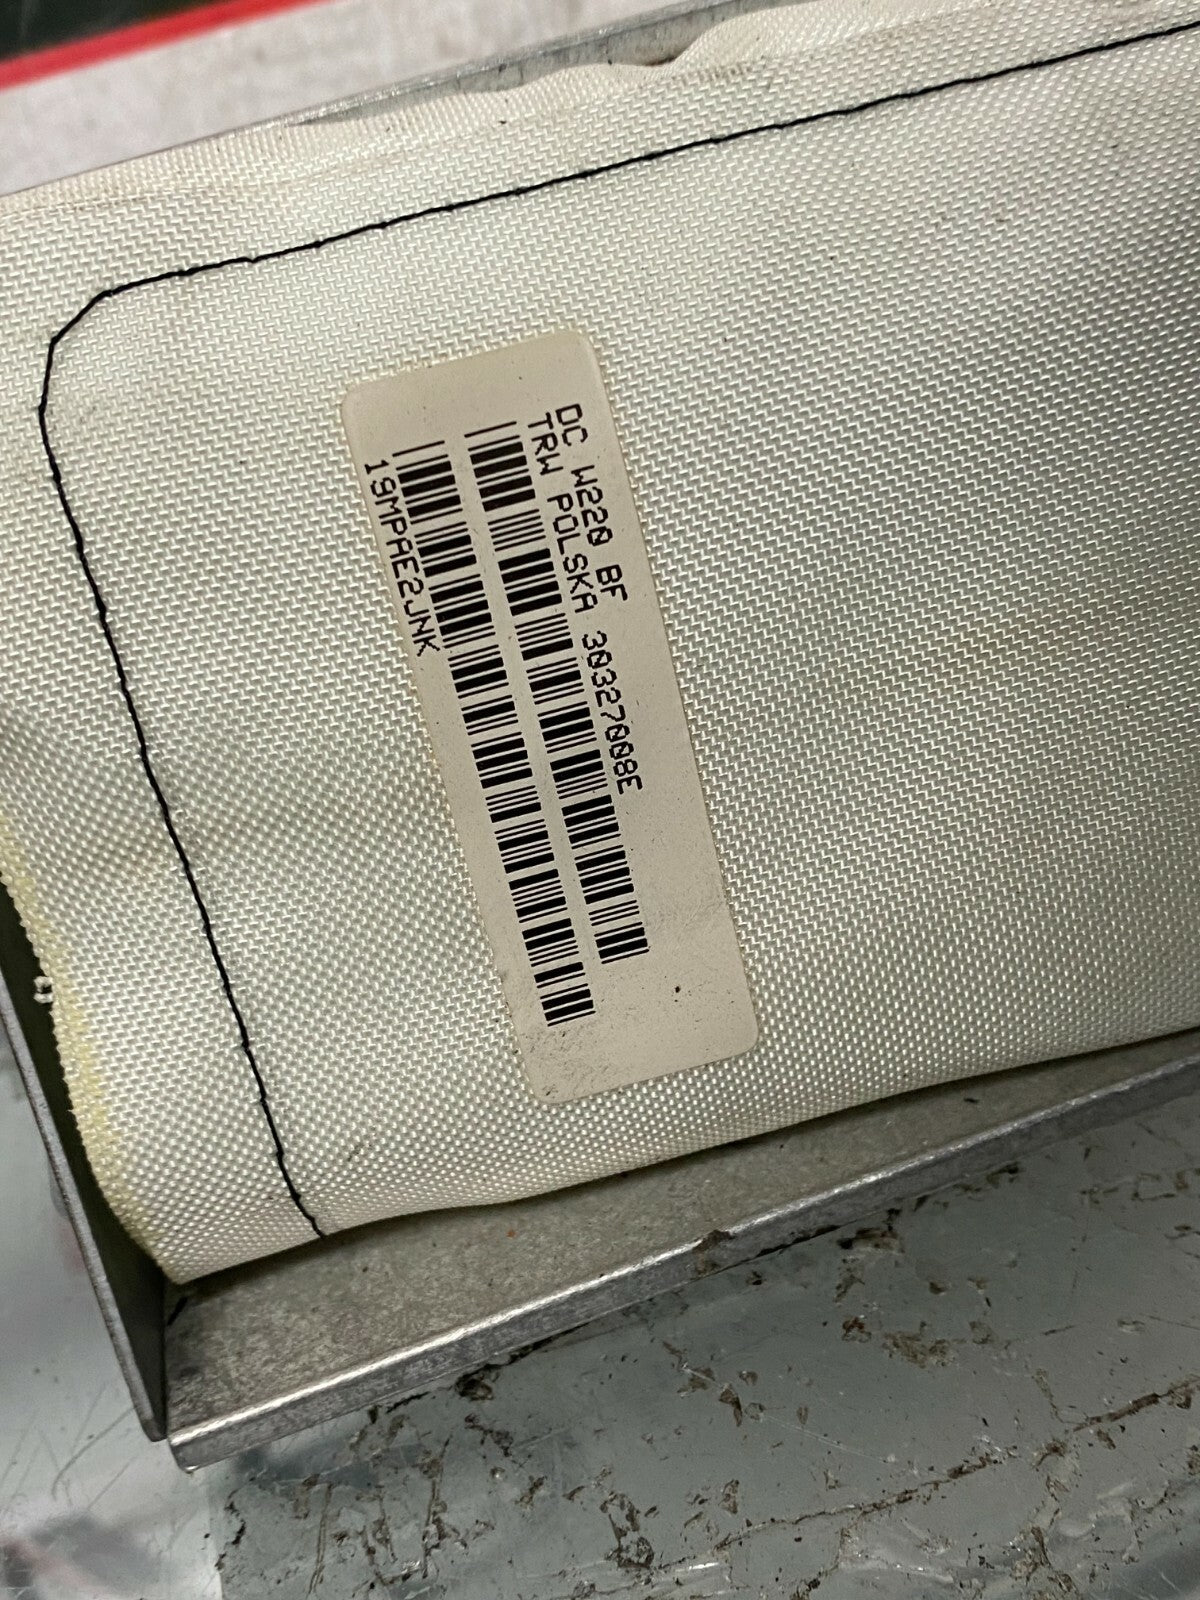 DC W220 BF
TRW POLSKA 30327008E
19MPAE2JNK